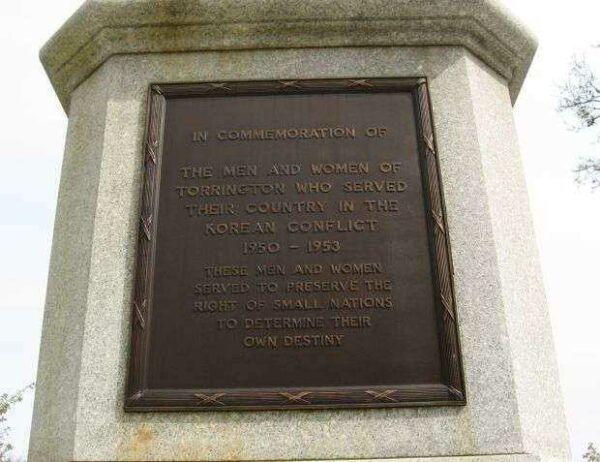 IN COMMEMORATION OF
THE MEN AND WOMEN OF
TORRINGTON WHO SERVED
THEIR COUNTRY IN THE
KOREAN CONFLICT
1950 – 1953
THESE MEN AND WOMEN
SERVED TO PRESERVE THE
RIGHT OF SMALL NATIONS
TO DETERMINE THEIR
OWN DESTINY